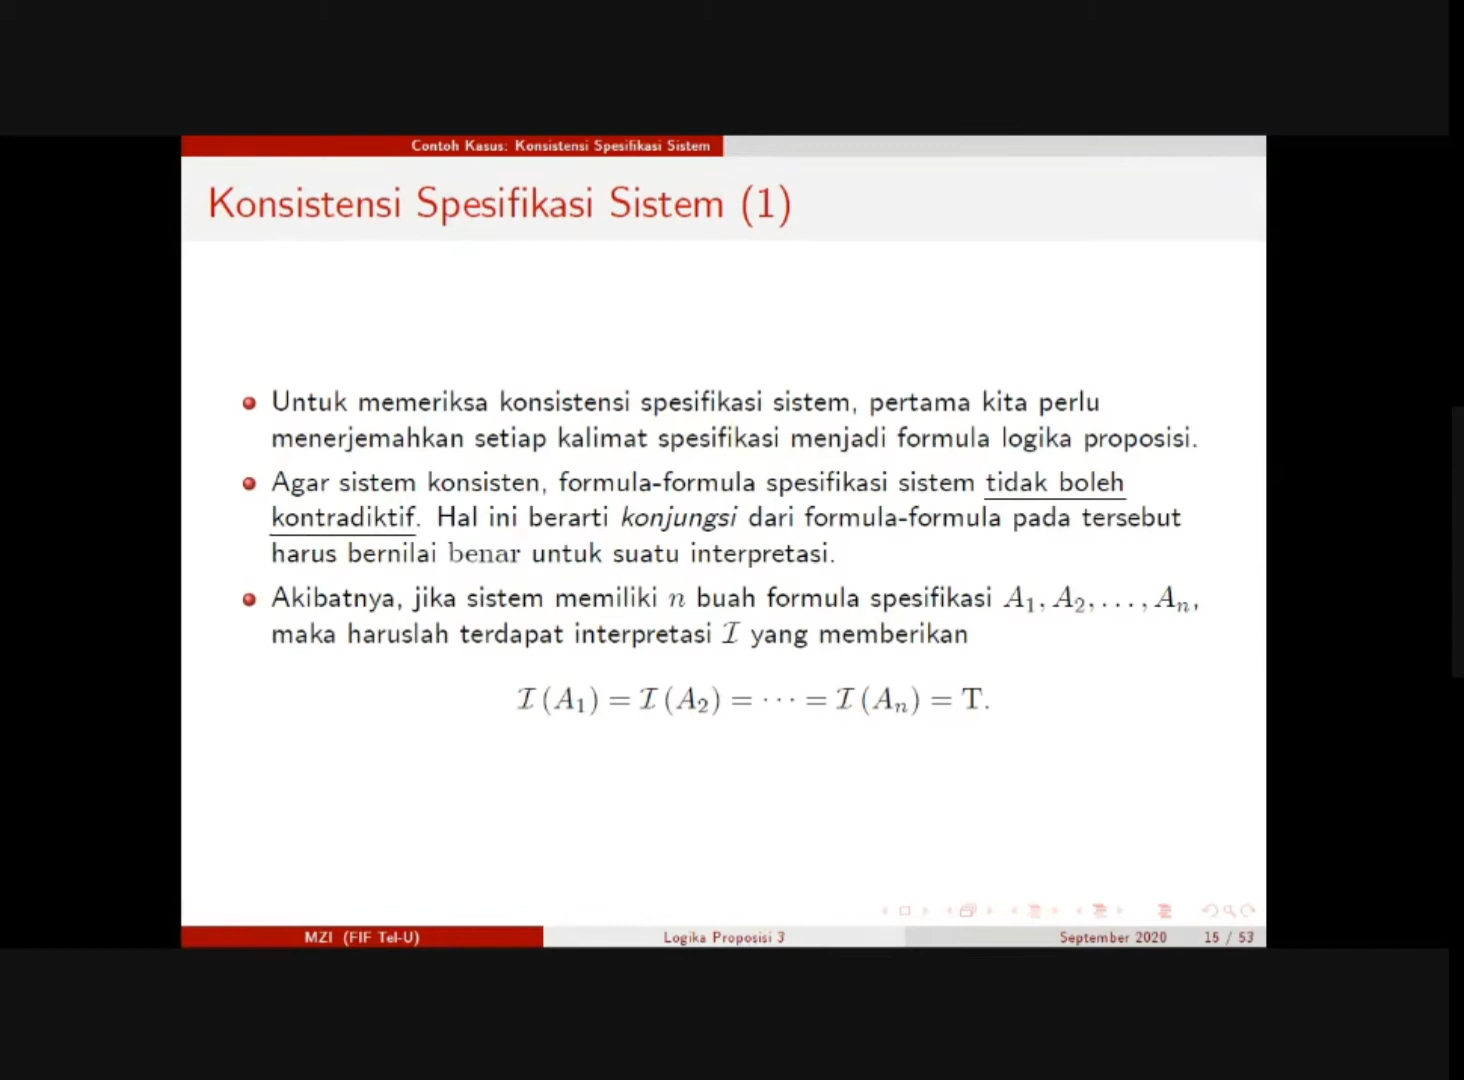 Contoh Kasus: Konsistensi Spesifikasi Sistem
Konsistensi Spesifikasi Sistem (1)
Untuk memeriksa konsistensi spesifikasi sistem, pertama kita perlu
menerjemahkan setiap kalimat spesifikasi menjadi formula logika proposisi.
Agar sistem konsisten, formula-formula spesifikasi sistem tidak boleh
kontradiktif. Hal ini berarti konjungsi dari formula-formula pada tersebut
harus bernilai benar untuk suatu interpretasi.
Akibatnya, jika sistem memiliki n buah formula spesifikasi A₁, A₂, . . . , Aₙ,
maka haruslah terdapat interpretasi ℐ yang memberikan
ℐ (A₁) = ℐ (A₂) = · · · = ℐ (Aₙ) = T.
MZI (FIF Tel-U)
Logika Proposisi 3
September 2020
15 / 53